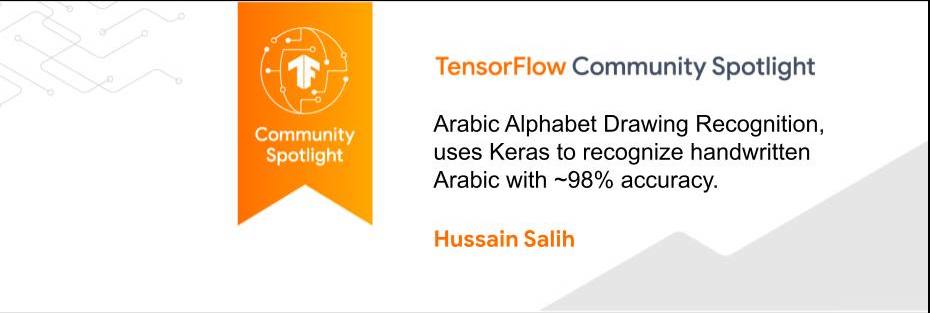 Community
Spotlight
TensorFlow Community Spotlight
Arabic Alphabet Drawing Recognition,
uses Keras to recognize handwritten
Arabic with ~98% accuracy.
Hussain Salih